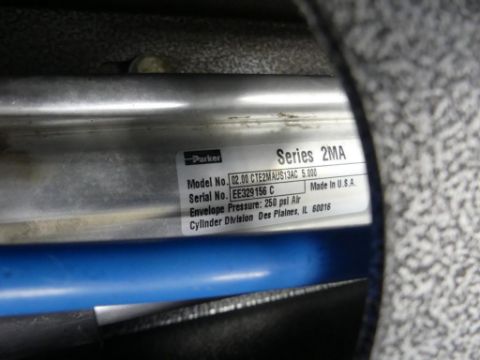 Parker Series 2MA
Model No. 02.00 CTE2MAUS13AC 5.000
Serial No. EE329156 C Made in U.S.A.
Envelope Pressure: 250 psi Air
Cylinder Division Des Plaines, IL 60016